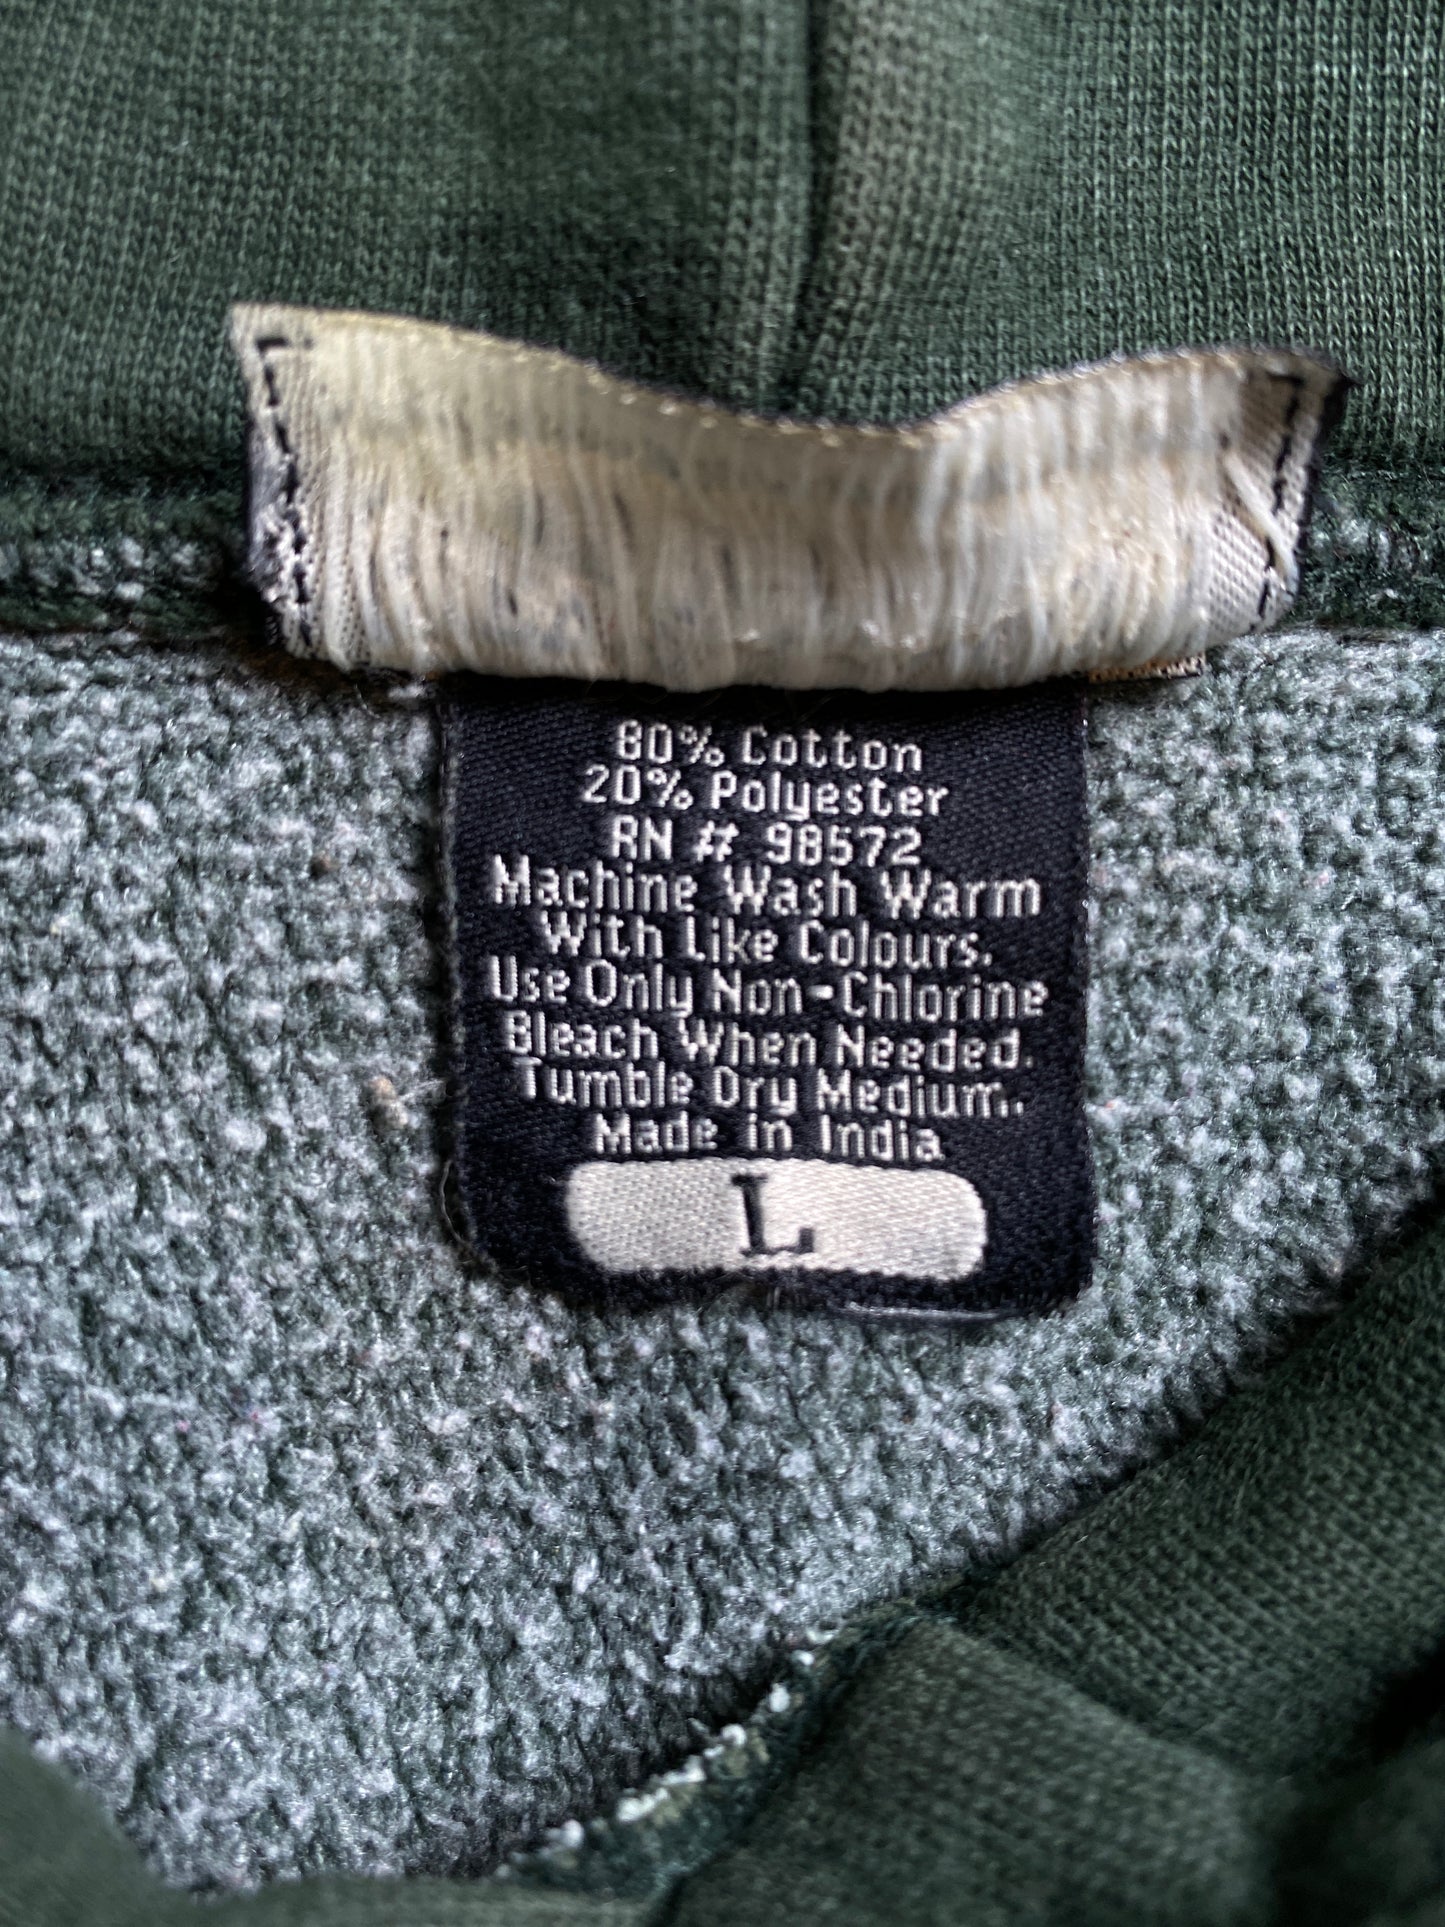 80% Cotton
20% Polyester
RN # 98572
Machine Wash Warm
With Like Colours.
Use Only Non-Chlorine
Bleach When Needed.
Tumble Dry Medium.
Made in India
L